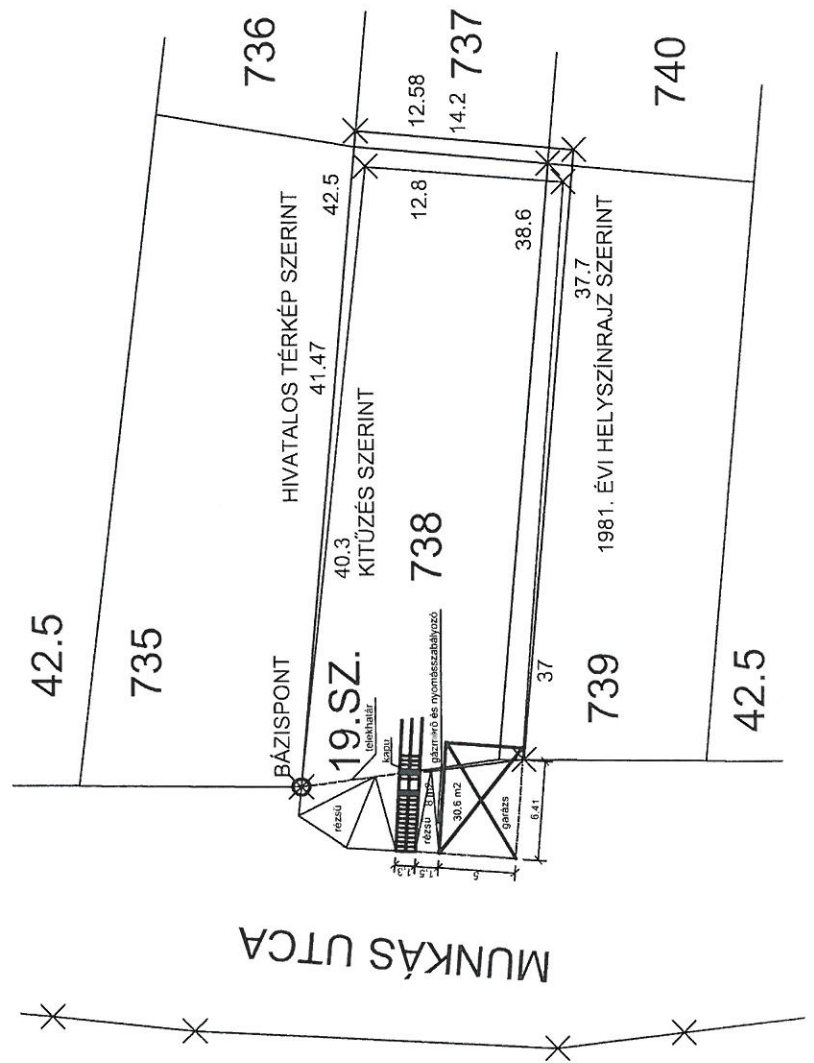 736
737
740
12.58
14.2
42.5
12.8
38.6
37.7
HIVATALOS TÉRKÉP SZERINT
41.47
1981. ÉVI HELYSZÍNRAJZ SZERINT
40.3
KITŰZÉS SZERINT
738
42.5
735
BÁZISPONT
19.SZ.
telekhatár
kapu
gázmérő és nyomásszabályozó
37
739
42.5
rézsű
rézsű
8 m2
30.6 m2
garázs
6.41
1.3
1.5
5
MUNKÁS UTCA